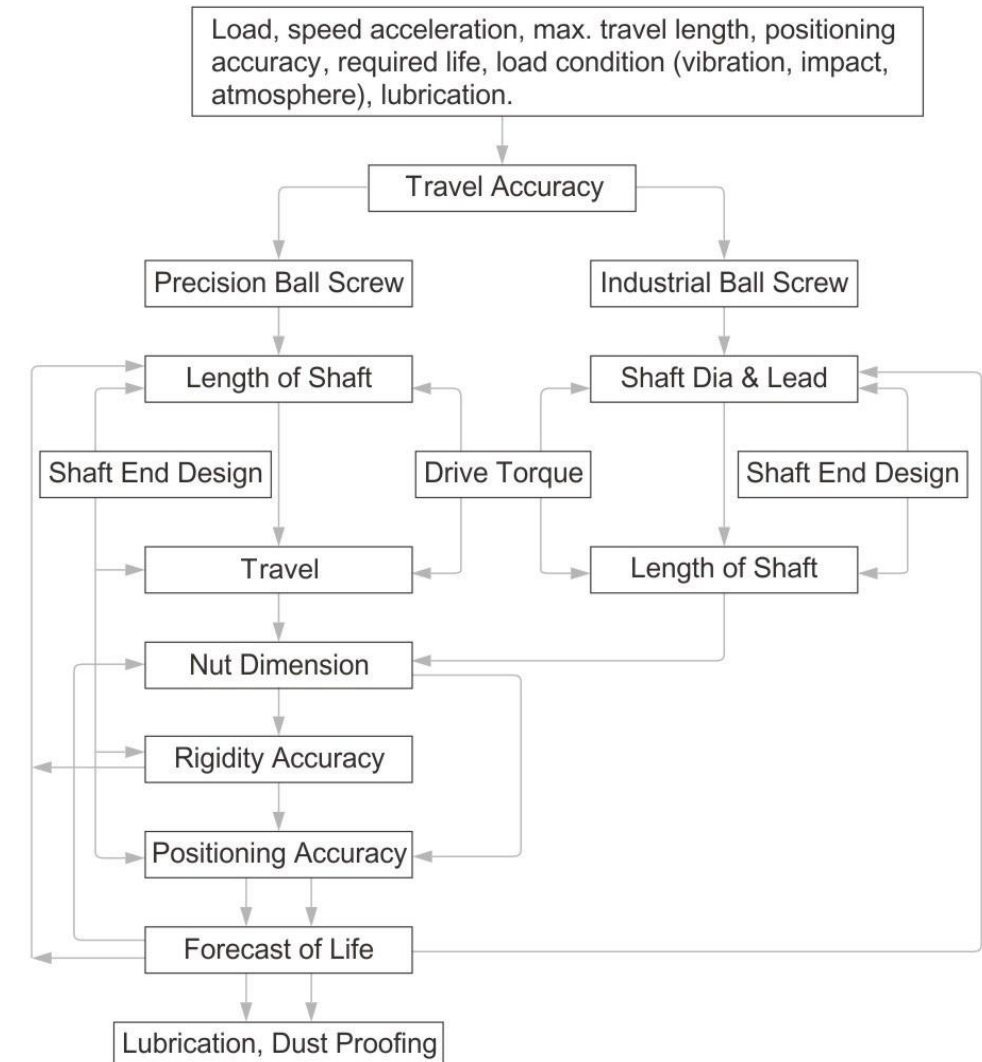 Load, speed acceleration, max. travel length, positioning
accuracy, required life, load condition (vibration, impact,
atmosphere), lubrication.
Travel Accuracy
Precision Ball Screw
Industrial Ball Screw
Length of Shaft
Shaft Dia & Lead
Shaft End Design
Drive Torque
Shaft End Design
Travel
Length of Shaft
Nut Dimension
Rigidity Accuracy
Positioning Accuracy
Forecast of Life
Lubrication, Dust Proofing